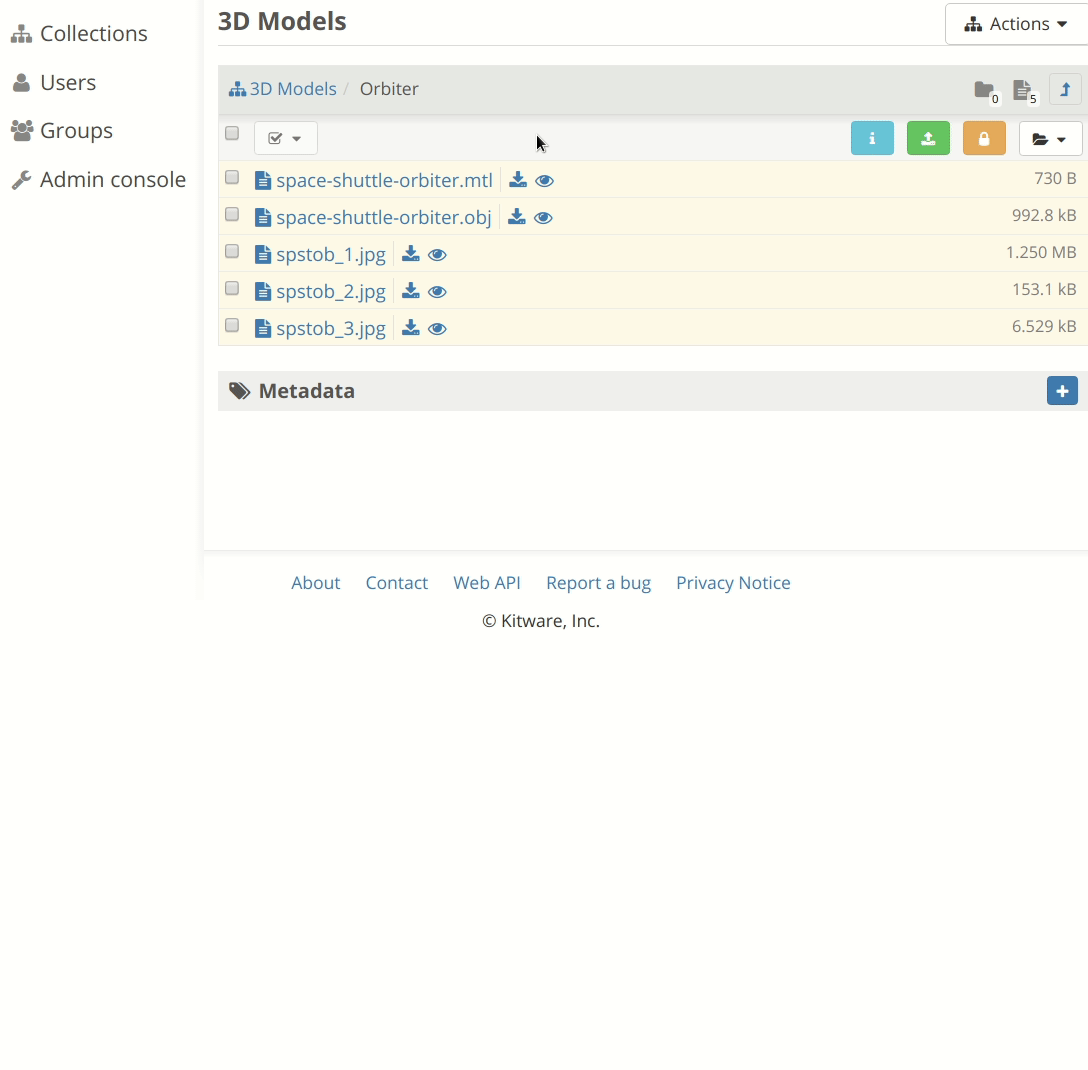 Collections
Users
Groups
Admin console
3D Models
Actions
3D Models / Orbiter
0
5
space-shuttle-orbiter.mtl 730 B
space-shuttle-orbiter.obj 992.8 kB
spstob_1.jpg 1.250 MB
spstob_2.jpg 153.1 kB
spstob_3.jpg 6.529 kB
Metadata
About Contact Web API Report a bug Privacy Notice
© Kitware, Inc.